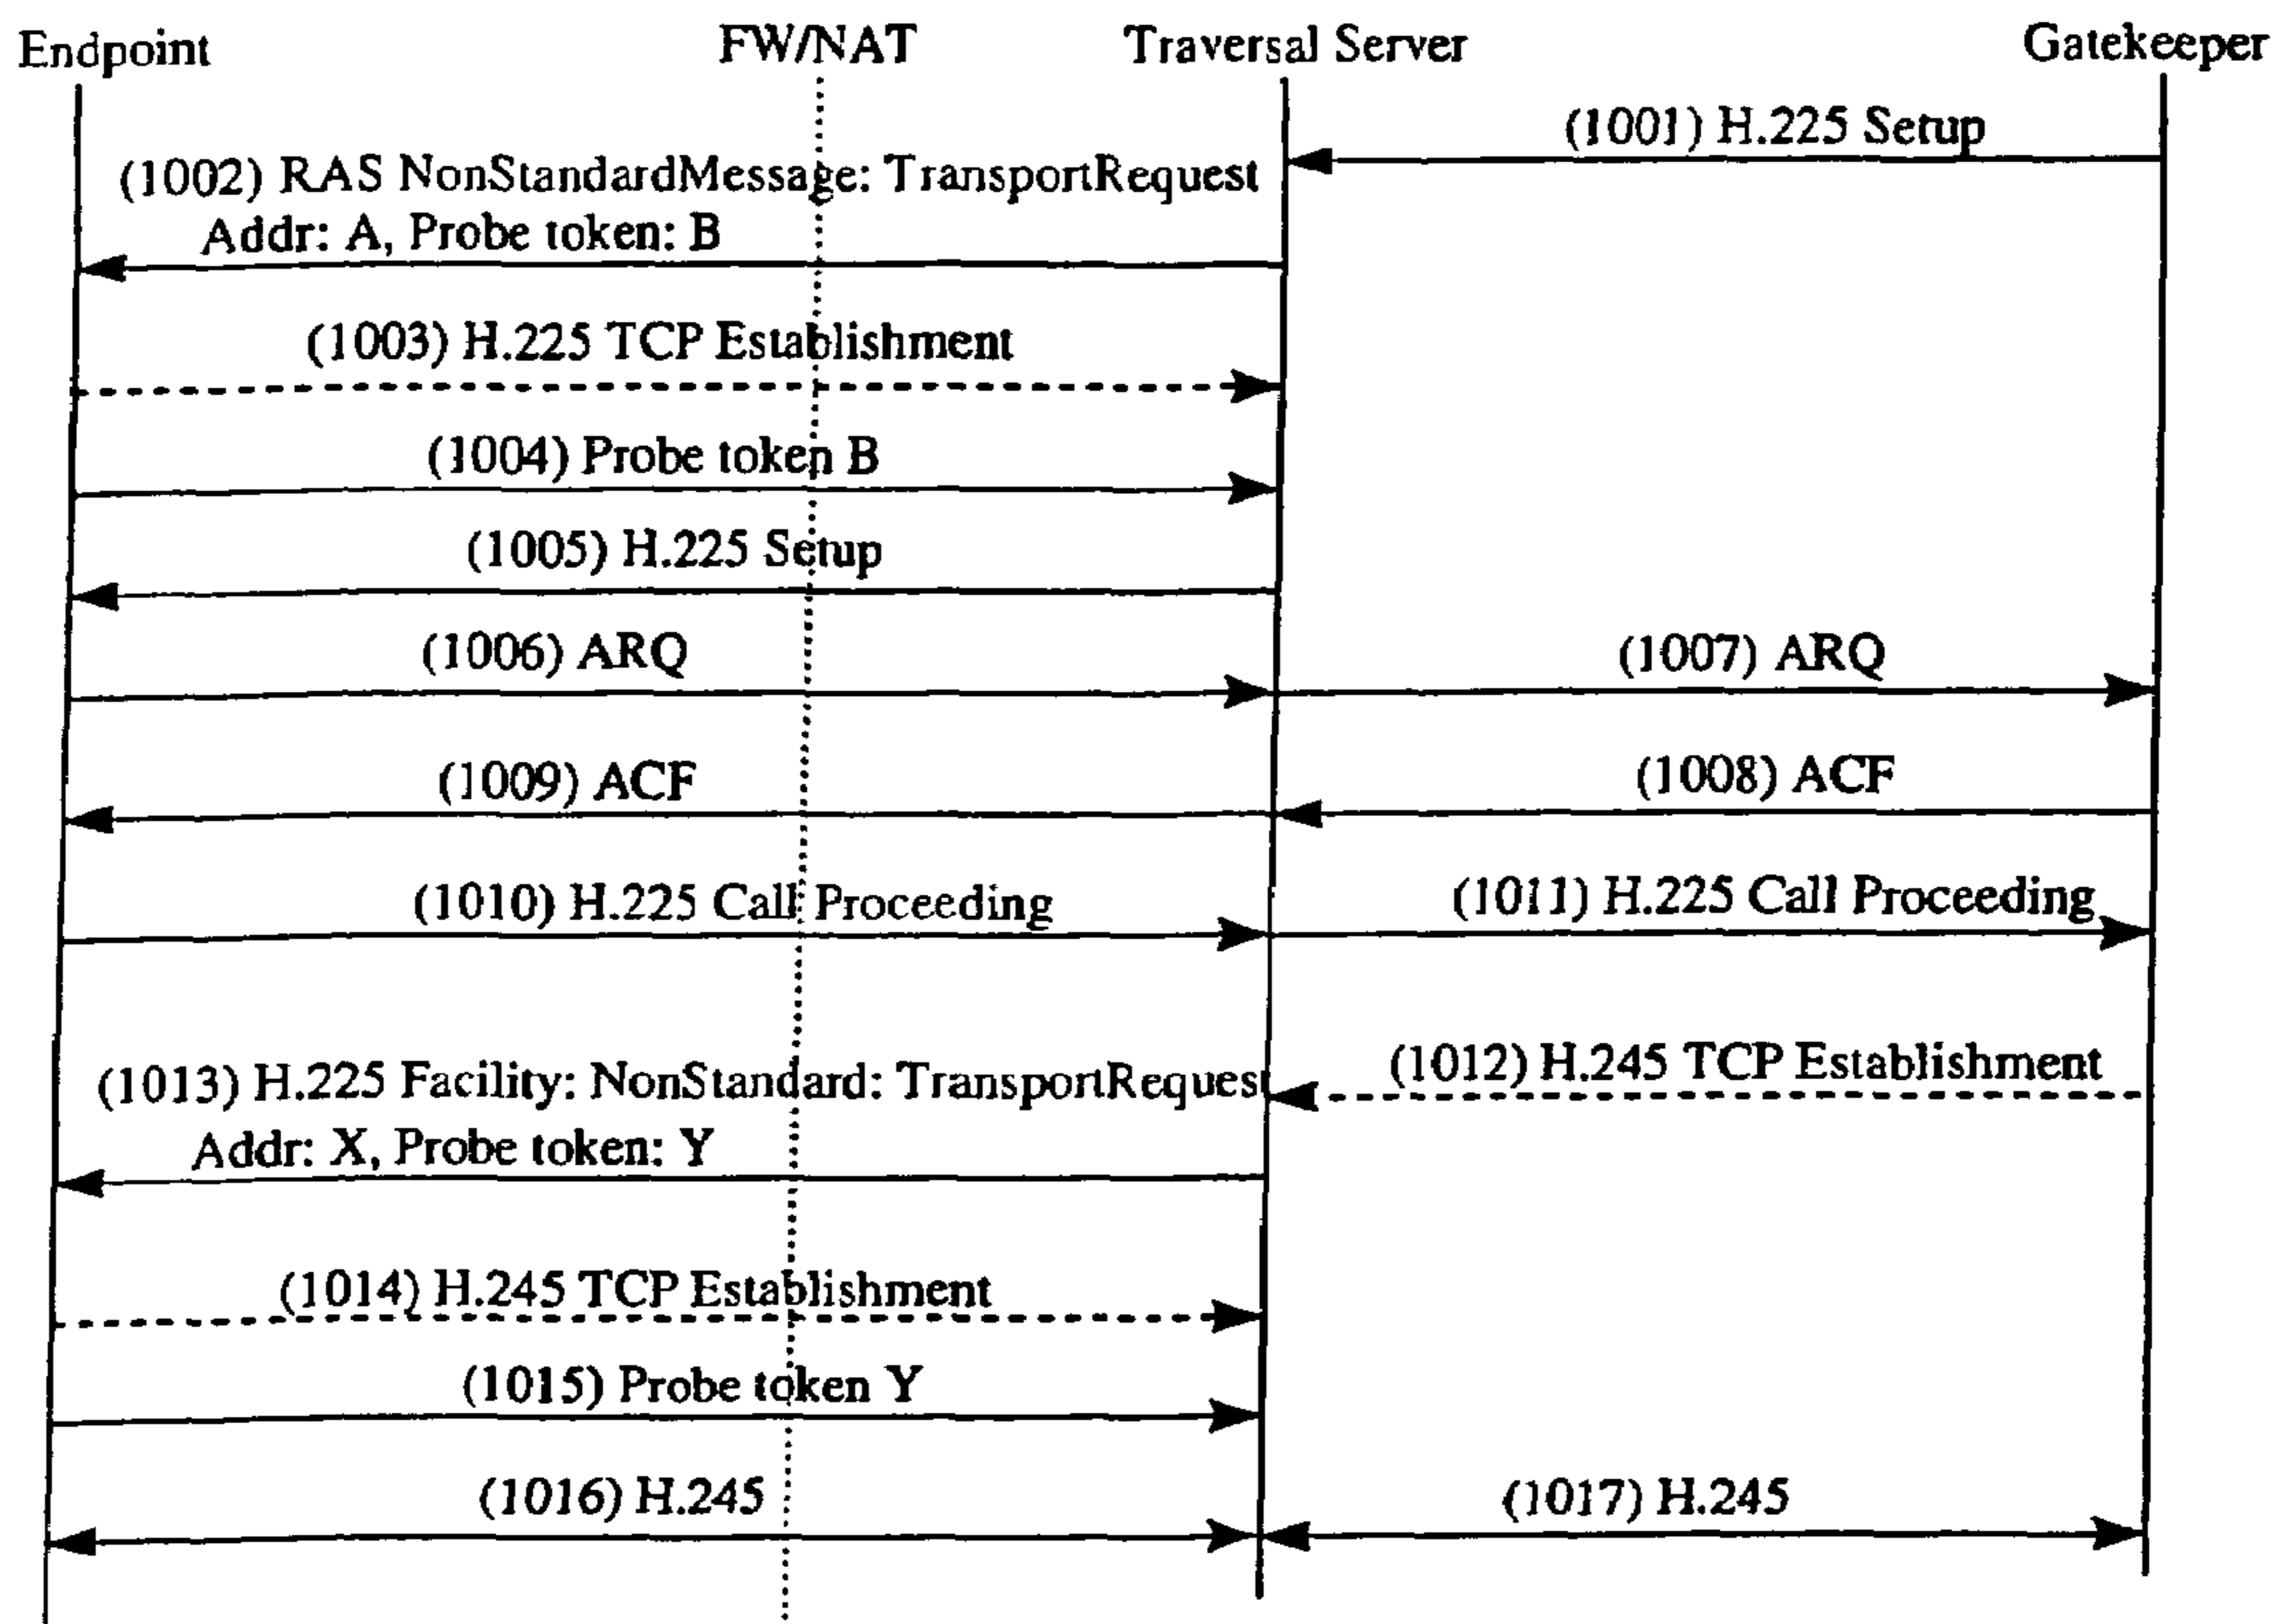 Endpoint
FW/NAT
Traversal Server
Gatekeeper
(1001) H.225 Setup
(1002) RAS NonStandardMessage: TransportRequest
Addr: A, Probe token: B
(1003) H.225 TCP Establishment
(1004) Probe token B
(1005) H.225 Setup
(1006) ARQ
(1007) ARQ
(1009) ACF
(1008) ACF
(1010) H.225 Call Proceeding
(1011) H.225 Call Proceeding
(1012) H.245 TCP Establishment
(1013) H.225 Facility: NonStandard: TransportRequest
Addr: X, Probe token: Y
(1014) H.245 TCP Establishment
(1015) Probe token Y
(1016) H.245
(1017) H.245